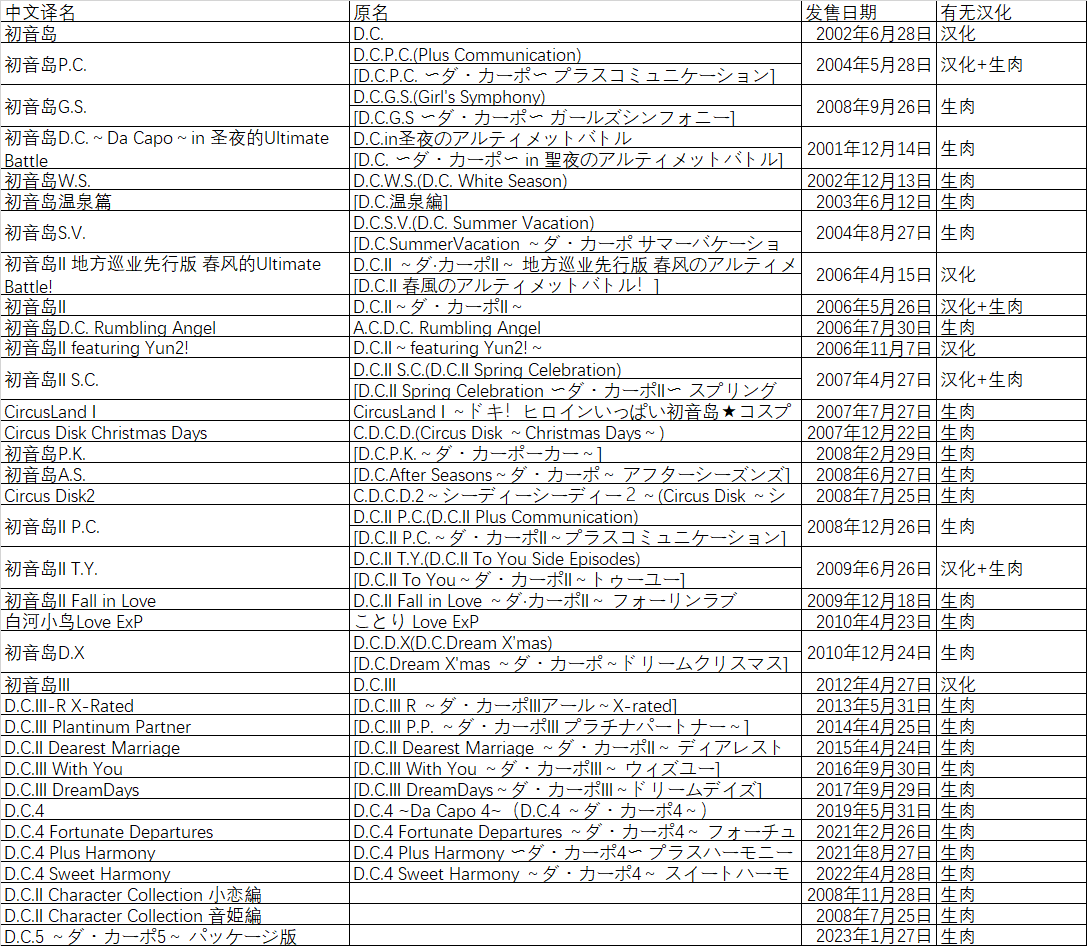 中文译名 原名 发售日期 有无汉化
初音岛 D.C. 2002年6月28日 汉化
初音岛P.C. D.C.P.C.(Plus Communication) 2004年5月28日 汉化+生肉
[D.C.P.C. ～ダ・カーポ～ プラスコミュニケーション]
初音岛G.S. D.C.G.S.(Girl's Symphony) 2008年9月26日 生肉
[D.C.G.S ～ダ・カーポ～ ガールズシンフォニー]
初音岛D.C.～Da Capo～in 圣夜的Ultimate D.C.in圣夜のアルティメットバトル 2001年12月14日 生肉
Battle [D.C. ～ダ・カーポ～ in 聖夜のアルティメットバトル]
初音岛W.S. D.C.W.S.(D.C. White Season) 2002年12月13日 生肉
初音岛温泉篇 [D.C.温泉編] 2003年6月12日 生肉
初音岛S.V. D.C.S.V.(D.C. Summer Vacation) 2004年8月27日 生肉
[D.C.SummerVacation ～ダ・カーポ サマーバケーショ
初音岛II 地方巡业先行版 春风的Ultimate D.C.II ～ダ·カーポII～ 地方巡业先行版 春风のアルティメ 2006年4月15日 汉化
Battle! [D.C.II 春風のアルティメットバトル！]
初音岛II D.C.II～ダ・カーポII～ 2006年5月26日 汉化+生肉
初音岛D.C. Rumbling Angel A.C.D.C. Rumbling Angel 2006年7月30日 生肉
初音岛II featuring Yun2! D.C.II～featuring Yun2!～ 2006年11月7日 汉化
初音岛II S.C. D.C.II S.C.(D.C.II Spring Celebration) 2007年4月27日 汉化+生肉
[D.C.II Spring Celebration ～ダ・カーポII～ スプリング
CircusLand I CircusLand I ~ドキ！ヒロインいっぱい初音岛★コスプ 2007年7月27日 生肉
Circus Disk Christmas Days C.D.C.D.(Circus Disk ～Christmas Days～) 2007年12月22日 生肉
初音岛P.K. [D.C.P.K.～ダ・カーポーカー～] 2008年2月29日 生肉
初音岛A.S. [D.C.After Seasons～ダ・カーポ～ アフターシーズンズ] 2008年6月27日 生肉
Circus Disk2 C.D.C.D.2～シーディーシーディー２～(Circus Disk ～シ 2008年7月25日 生肉
初音岛II P.C. D.C.II P.C.(D.C.II Plus Communication) 2008年12月26日 生肉
[D.C.II P.C.～ダ・カーポII～プラスコミュニケーション]
初音岛II T.Y. D.C.II T.Y.(D.C.II To You Side Episodes) 2009年6月26日 汉化+生肉
[D.C.II To You～ダ・カーポII～トゥーユー]
初音岛II Fall in Love D.C.II Fall in Love ～ダ·カーポII～ フォーリンラブ 2009年12月18日 生肉
白河小鸟Love ExP ことり Love ExP 2010年4月23日 生肉
初音岛D.X D.C.D.X(D.C.Dream X'mas) 2010年12月24日 生肉
[D.C.Dream X'mas ～ダ・カーポ～ドリームクリスマス]
初音岛III D.C.III 2012年4月27日 汉化
D.C.III-R X-Rated [D.C.III R ～ダ・カーポIIIアール～X-rated] 2013年5月31日 生肉
D.C.III Plantinum Partner [D.C.III P.P. ～ダ・カーポIII プラチナパートナー～] 2014年4月25日 生肉
D.C.II Dearest Marriage [D.C.II Dearest Marriage ～ダ・カーポII～ ディアレスト 2015年4月24日 生肉
D.C.III With You [D.C.III With You ～ダ・カーポIII～ ウィズユー] 2016年9月30日 生肉
D.C.III DreamDays [D.C.III DreamDays～ダ・カーポIII～ドリームデイズ] 2017年9月29日 生肉
D.C.4 D.C.4 ~Da Capo 4~（D.C.4 ～ダ・カーポ4～） 2019年5月31日 生肉
D.C.4 Fortunate Departures D.C.4 Fortunate Departures ～ダ・カーポ4～ フォーチュ 2021年2月26日 生肉
D.C.4 Plus Harmony D.C.4 Plus Harmony ～ダ・カーポ4～ プラスハーモニー 2021年8月27日 生肉
D.C.4 Sweet Harmony D.C.4 Sweet Harmony ～ダ・カーポ4～ スイートハーモ 2022年4月28日 生肉
D.C.II Character Collection 小恋編 2008年11月28日 生肉
D.C.II Character Collection 音姫編 2008年7月25日 生肉
D.C.5 ～ダ・カーポ5～ パッケージ版 2023年1月27日 生肉